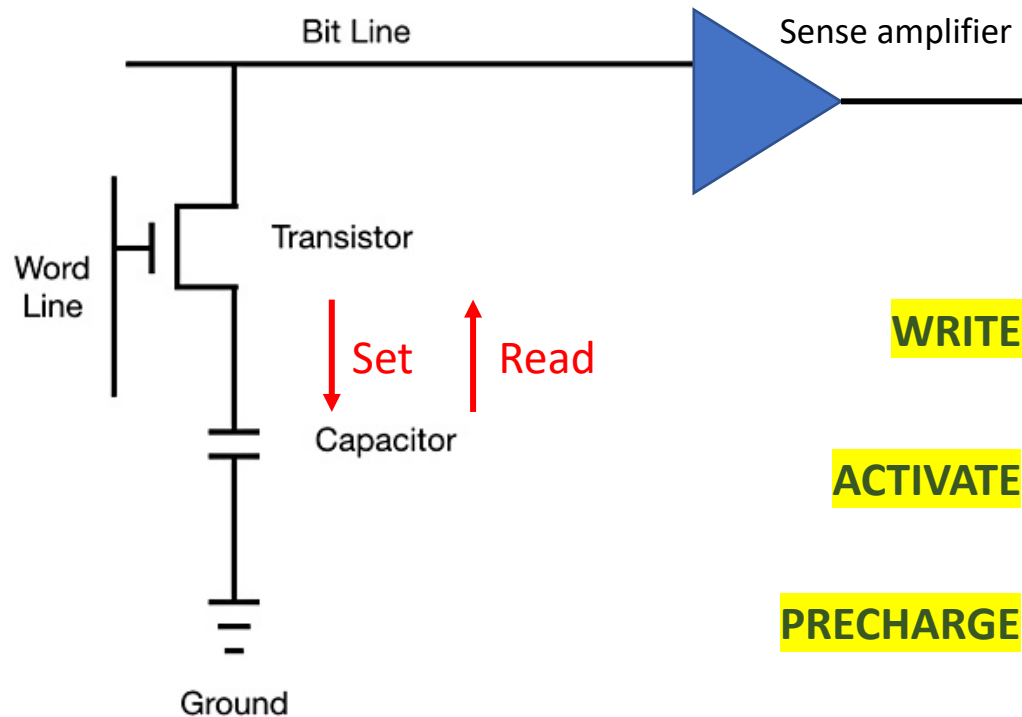 Bit Line
Sense amplifier
Transistor
Word
Line
Set
Read
WRITE
Capacitor
ACTIVATE
PRECHARGE
Ground